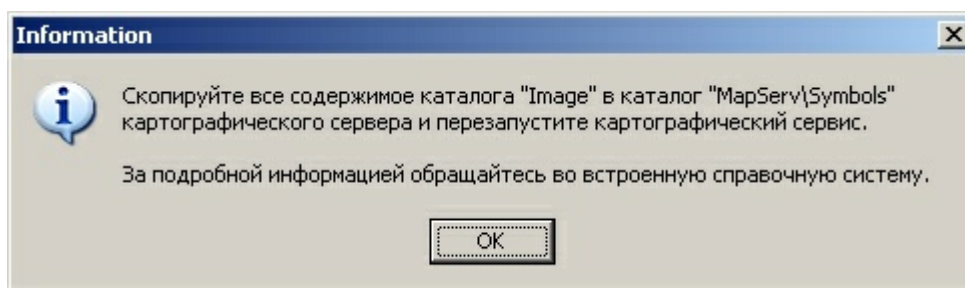 Information
Скопируйте все содержимое каталога "Image" в каталог "MapServ\Symbols"
картографического сервера и перезапустите картографический сервис.
За подробной информацией обращайтесь во встроенную справочную систему.
OK